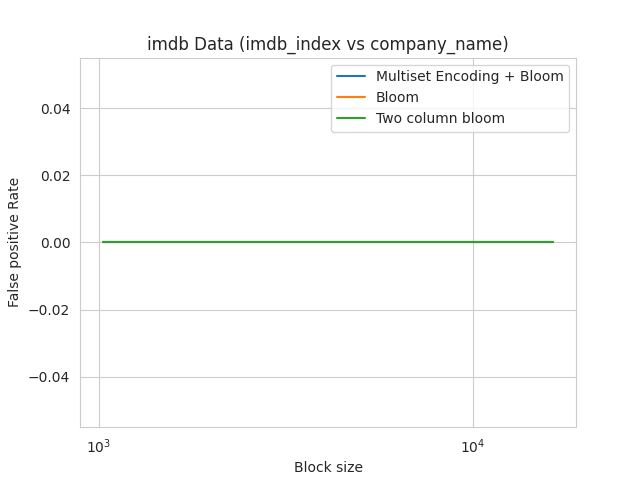 imdb Data (imdb_index vs company_name)
Multiset Encoding + Bloom
Bloom
Two column bloom
False positive Rate
0.04
0.02
0.00
−0.02
−0.04
10³
10⁴
Block size